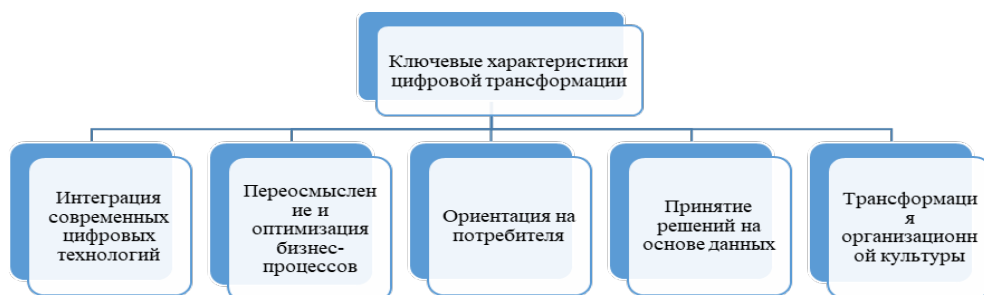 Ключевые характеристики
цифровой трансформации
Интеграция
современных
цифровых
технологий
Переосмыслен
ие и
оптимизация
бизнес-
процессов
Ориентация на
потребителя
Принятие
решений на
основе данных
Трансформаци
я
организационн
ой культуры